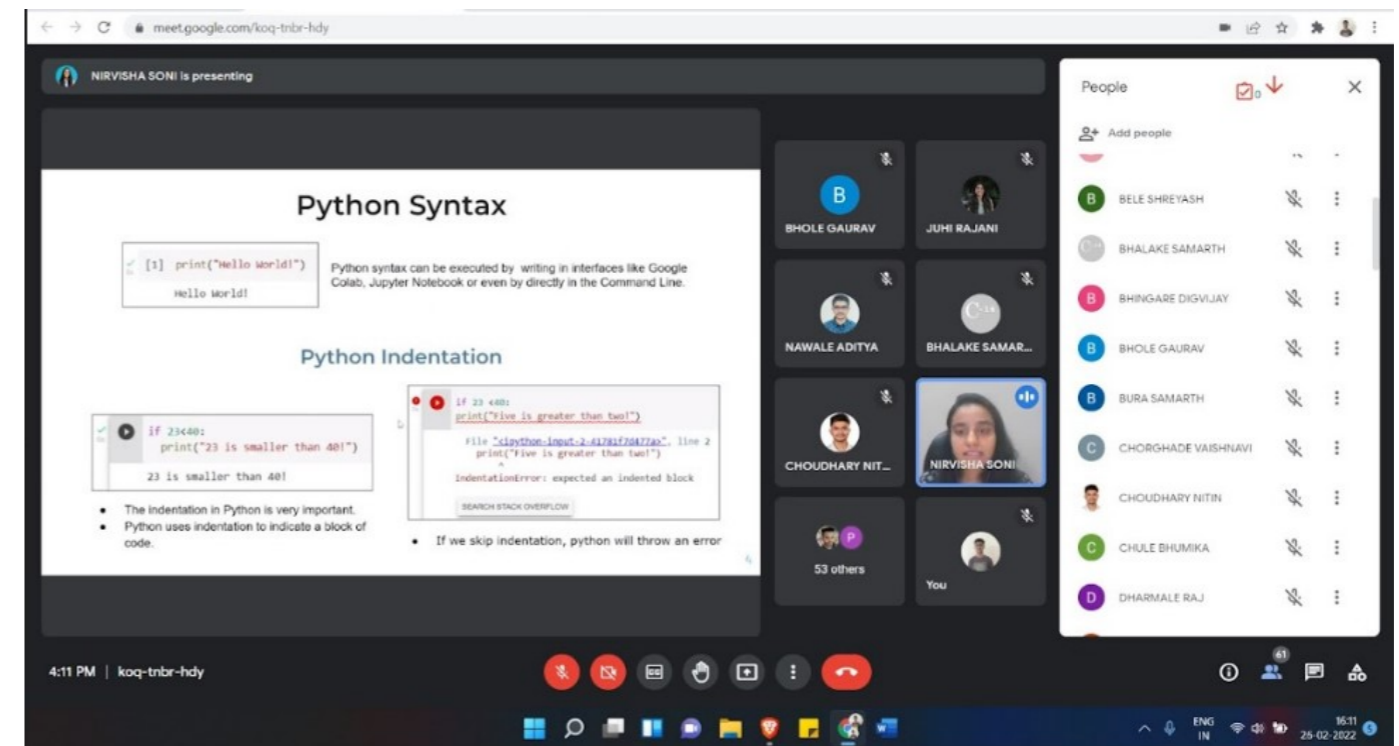 meet.google.com/koq-tnbr-hdy
NIRVISHA SONI is presenting
Python Syntax
[1] print("Hello World!")
Hello World!
Python syntax can be executed by writing in interfaces like Google
Colab, Jupyter Notebook or even by directly in the Command Line.
Python Indentation
if 23<40:
print("23 is smaller than 40!")
23 is smaller than 40!
• The indentation in Python is very important.
• Python uses indentation to indicate a block of
code.
if 23 <40:
print("Five is greater than two!")
File "<ipython-input-2-41781f7d477a>", line 2
print("Five is greater than two!")
^
IndentationError: expected an indented block
SEARCH STACK OVERFLOW
• If we skip indentation, python will throw an error
B
BHOLE GAURAV
JUHI RAJANI
NAWALE ADITYA
BHALAKE SAMAR...
CHOUDHARY NIT...
NIRVISHA SONI
P
53 others
You
People
0
Add people
B BELE SHREYASH
BHALAKE SAMARTH
B BHINGARE DIGVIJAY
B BHOLE GAURAV
B BURA SAMARTH
C CHORGHADE VAISHNAVI
CHOUDHARY NITIN
C CHULE BHUMIKA
D DHARMALE RAJ
4:11 PM | koq-tnbr-hdy
61
ENG
IN
16:11
26-02-2022